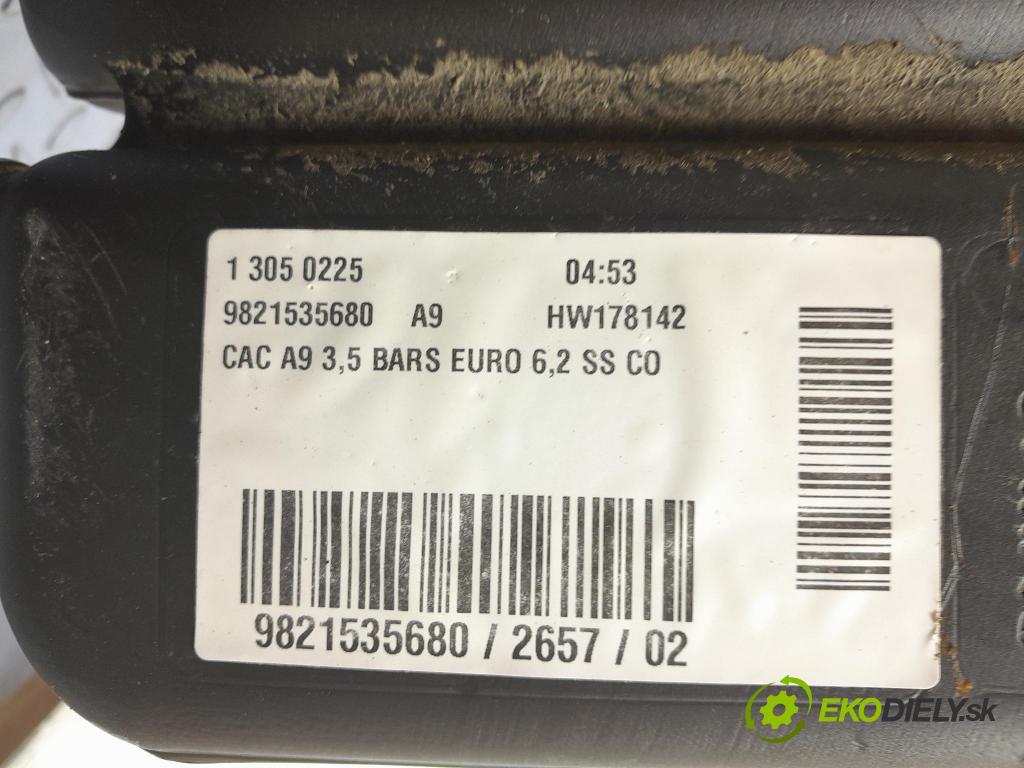 1 305 0225 04:53
9821535680 A9 HW178142
CAC A9 3,5 BARS EURO 6,2 SS CO
9821535680 / 2657 / 02
EKODIELY.sk